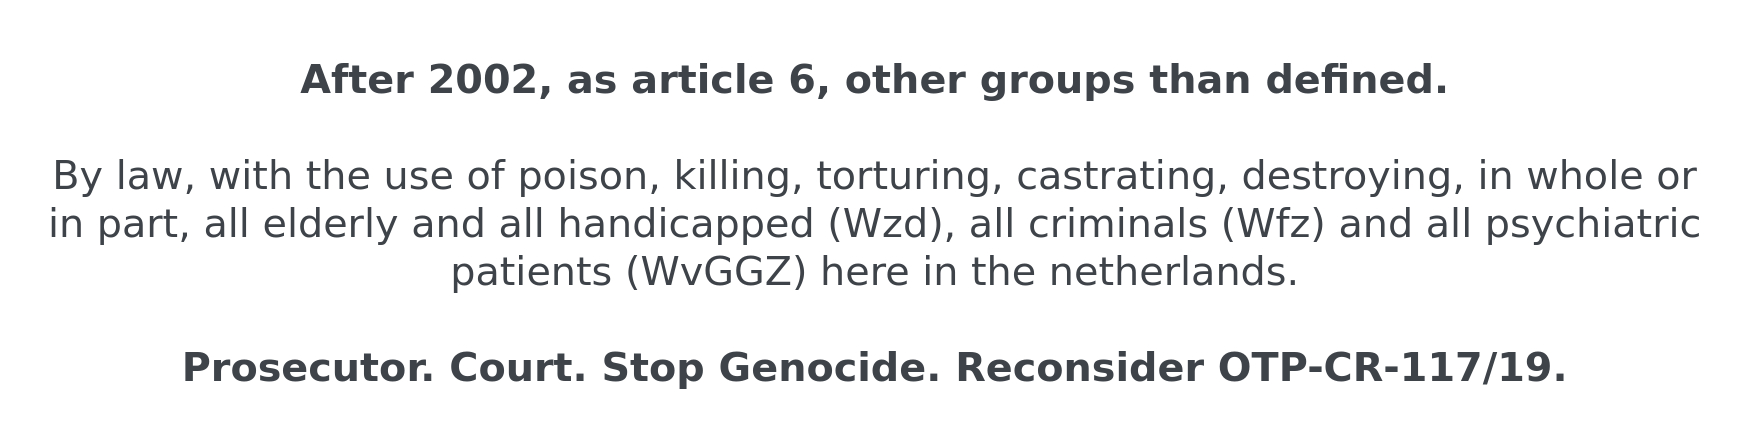 After 2002, as article 6, other groups than defined.
By law, with the use of poison, killing, torturing, castrating, destroying, in whole or
in part, all elderly and all handicapped (Wzd), all criminals (Wfz) and all psychiatric
patients (WvGGZ) here in the netherlands.
Prosecutor. Court. Stop Genocide. Reconsider OTP-CR-117/19.